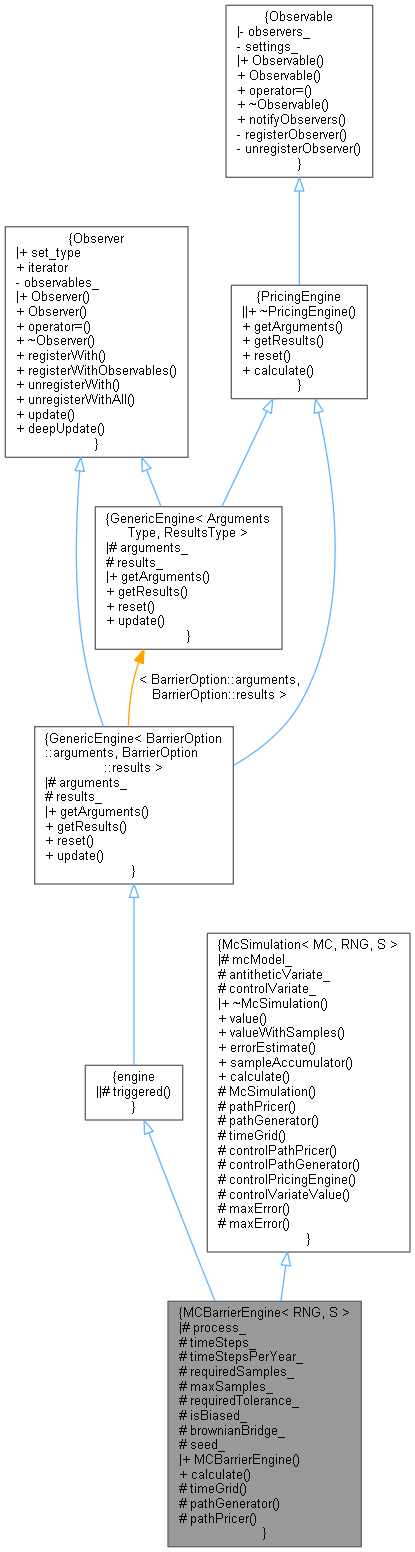 {Observable
|- observers_
- settings_
|+ Observable()
+ Observable()
+ operator=()
+ ~Observable()
+ notifyObservers()
- registerObserver()
- unregisterObserver()
}
{Observer
|+ set_type
+ iterator
- observables_
|+ Observer()
+ Observer()
+ operator=()
+ ~Observer()
+ registerWith()
+ registerWithObservables()
+ unregisterWith()
+ unregisterWithAll()
+ update()
+ deepUpdate()
}
{PricingEngine
||+ ~PricingEngine()
+ getArguments()
+ getResults()
+ reset()
+ calculate()
}
{GenericEngine< Arguments
Type, ResultsType >
|# arguments_
# results_
|+ getArguments()
+ getResults()
+ reset()
+ update()
}
< BarrierOption::arguments,
BarrierOption::results >
{GenericEngine< BarrierOption
::arguments, BarrierOption
::results >
|# arguments_
# results_
|+ getArguments()
+ getResults()
+ reset()
+ update()
}
{engine
||# triggered()
}
{McSimulation< MC, RNG, S >
|# mcModel_
# antitheticVariate_
# controlVariate_
|+ ~McSimulation()
+ value()
+ valueWithSamples()
+ errorEstimate()
+ sampleAccumulator()
+ calculate()
# McSimulation()
# pathPricer()
# pathGenerator()
# timeGrid()
# controlPathPricer()
# controlPathGenerator()
# controlPricingEngine()
# controlVariateValue()
# maxError()
# maxError()
}
{MCBarrierEngine< RNG, S >
|# process_
# timeSteps_
# timeStepsPerYear_
# requiredSamples_
# maxSamples_
# requiredTolerance_
# isBiased_
# brownianBridge_
# seed_
|+ MCBarrierEngine()
+ calculate()
# timeGrid()
# pathGenerator()
# pathPricer()
}